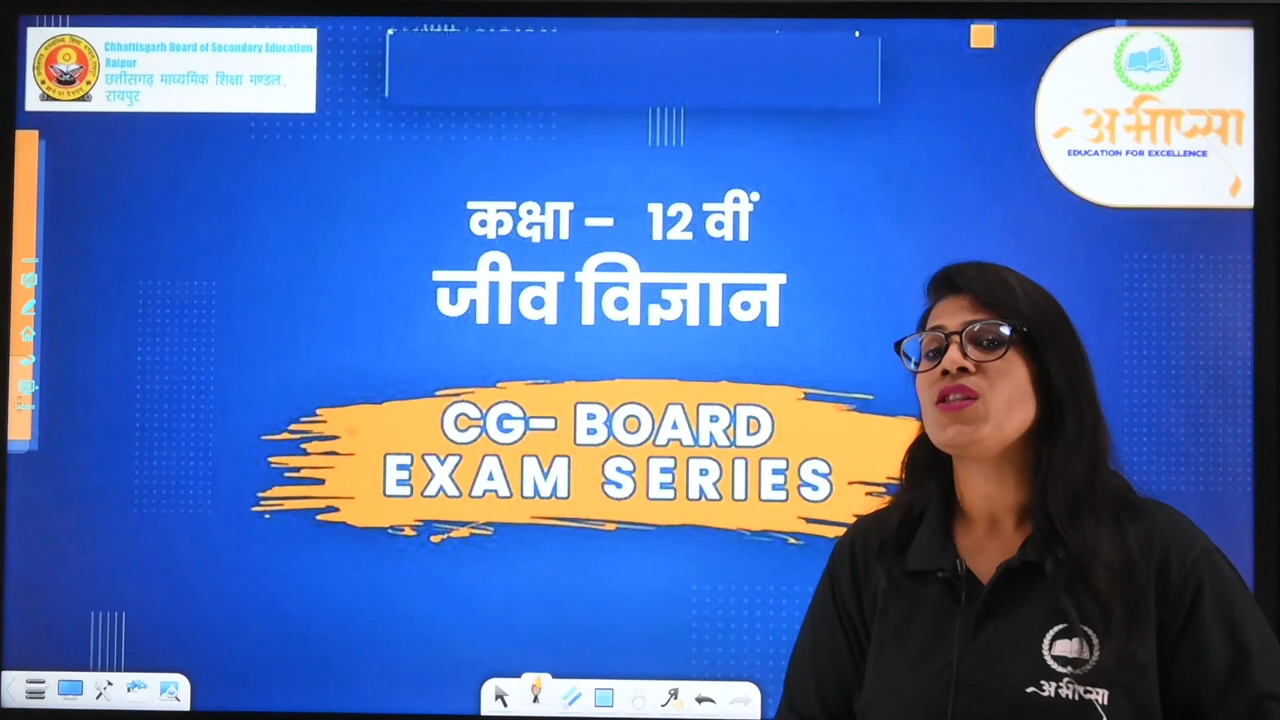 Chhattisgarh Board of Secondary Education
Raipur
छत्तीसगढ़ माध्यमिक शिक्षा मण्डल,
रायपुर
अभीप्सा
EDUCATION FOR EXCELLENCE
कक्षा – 12 वीं
जीव विज्ञान
CG- BOARD
EXAM SERIES
अभीप्सा